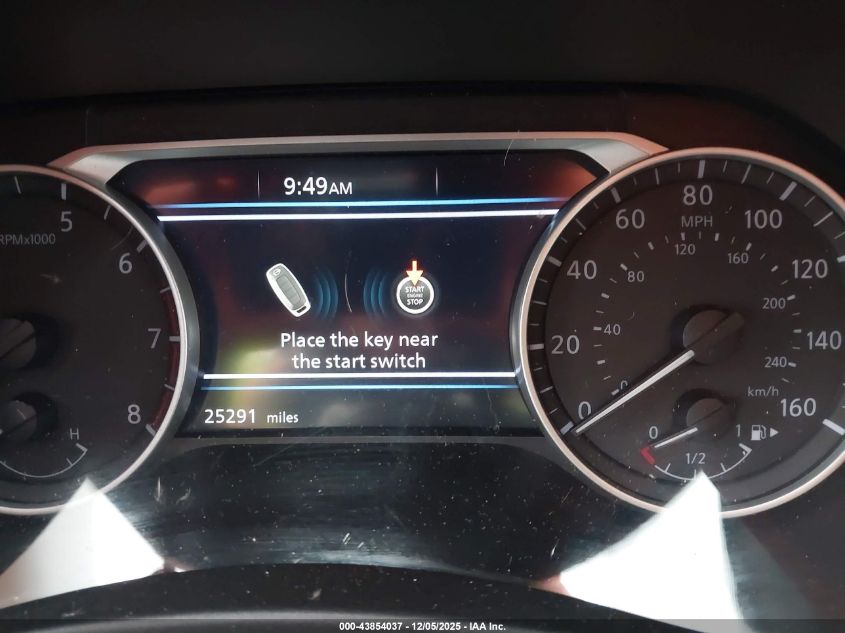 9:49AM
5
6
7
8
RPMx1000
H
START
ENGINE
STOP
Place the key near
the start switch
25291 miles
0
20
40
60
80
100
120
140
160
MPH
0
40
80
120
160
200
240
km/h
0
1/2
1
000-43854037 - 12/05/2025 - IAA Inc.